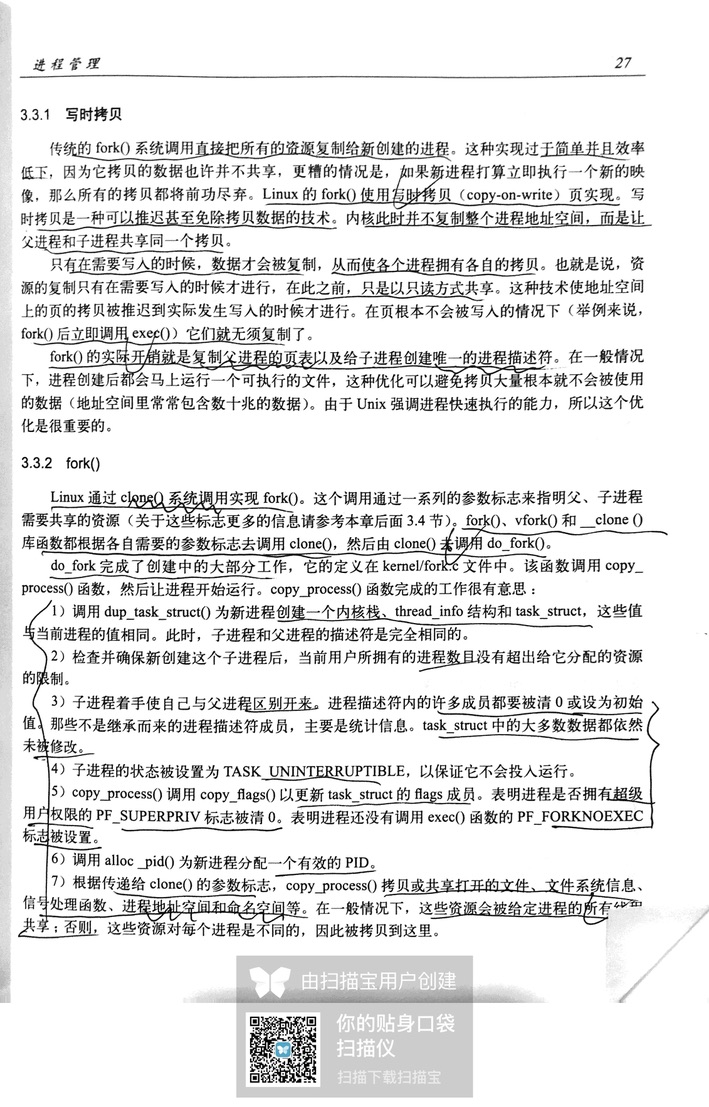 进程管理 27
3.3.1 写时拷贝
传统的 fork() 系统调用直接把所有的资源复制给新创建的进程。这种实现过于简单并且效率
低下，因为它拷贝的数据也许并不共享，更糟的情况是，如果新进程打算立即执行一个新的映
像，那么所有的拷贝都将前功尽弃。Linux 的 fork() 使用写时拷贝（copy-on-write）页实现。写
时拷贝是一种可以推迟甚至免除拷贝数据的技术。内核此时并不复制整个进程地址空间，而是让
父进程和子进程共享同一个拷贝。
只有在需要写入的时候，数据才会被复制，从而使各个进程拥有各自的拷贝。也就是说，资
源的复制只有在需要写入的时候才进行，在此之前，只是以只读方式共享。这种技术使地址空间
上的页的拷贝被推迟到实际发生写入的时候才进行。在页根本不会被写入的情况下（举例来说，
fork() 后立即调用 exec()）它们就无须复制了。
fork() 的实际开销就是复制父进程的页表以及给子进程创建唯一的进程描述符。在一般情况
下，进程创建后都会马上运行一个可执行的文件，这种优化可以避免拷贝大量根本就不会被使用
的数据（地址空间里常常包含数十兆的数据）。由于 Unix 强调进程快速执行的能力，所以这个优
化是很重要的。
3.3.2 fork()
Linux 通过 clone() 系统调用实现 fork()。这个调用通过一系列的参数标志来指明父、子进程
需要共享的资源（关于这些标志更多的信息请参考本章后面 3.4 节）。fork()、vfork() 和 __clone ()
库函数都根据各自需要的参数标志去调用 clone()，然后由 clone() 去调用 do_fork()。
do_fork 完成了创建中的大部分工作，它的定义在 kernel/fork.c 文件中。该函数调用 copy_
process() 函数，然后让进程开始运行。copy_process() 函数完成的工作很有意思：
1）调用 dup_task_struct() 为新进程创建一个内核栈、thread_info 结构和 task_struct，这些值
与当前进程的值相同。此时，子进程和父进程的描述符是完全相同的。
2）检查并确保新创建这个子进程后，当前用户所拥有的进程数目没有超出给它分配的资源
的限制。
3）子进程着手使自己与父进程区别开来。进程描述符内的许多成员都要被清 0 或设为初始
值。那些不是继承而来的进程描述符成员，主要是统计信息。task_struct 中的大多数数据都依然
未被修改。
4）子进程的状态被设置为 TASK_UNINTERRUPTIBLE，以保证它不会投入运行。
5）copy_process() 调用 copy_flags() 以更新 task_struct 的 flags 成员。表明进程是否拥有超级
用户权限的 PF_SUPERPRIV 标志被清 0。表明进程还没有调用 exec() 函数的 PF_FORKNOEXEC
标志被设置。
6）调用 alloc _pid() 为新进程分配一个有效的 PID。
7）根据传递给 clone() 的参数标志，copy_process() 拷贝或共享打开的文件、文件系统信息、
信号处理函数、进程地址空间和命名空间等。在一般情况下，这些资源会被给定进程的所有线程
共享；否则，这些资源对每个进程是不同的，因此被拷贝到这里。
由扫描宝用户创建
你的贴身口袋
扫描仪
扫描下载扫描宝